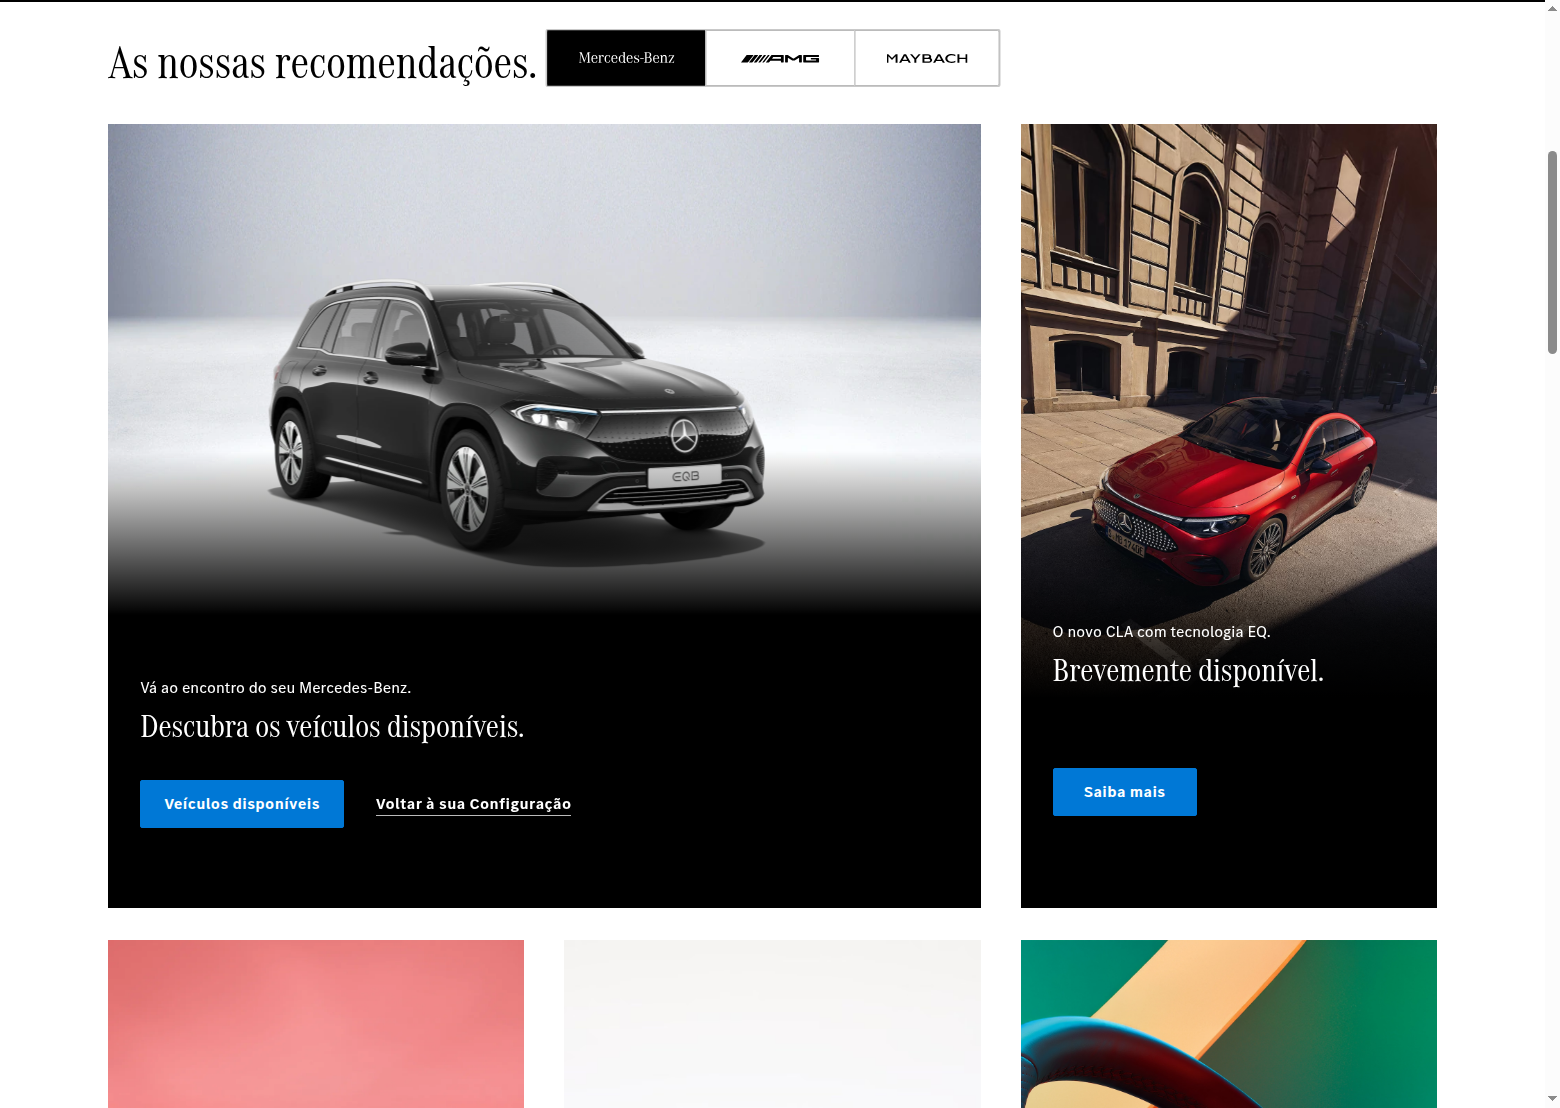 As nossas recomendações.
Mercedes-Benz
AMG
MAYBACH
EQB
Vá ao encontro do seu Mercedes-Benz.
Descubra os veículos disponíveis.
Veículos disponíveis
Voltar à sua Configuração
O novo CLA com tecnologia EQ.
Brevemente disponível.
Saiba mais